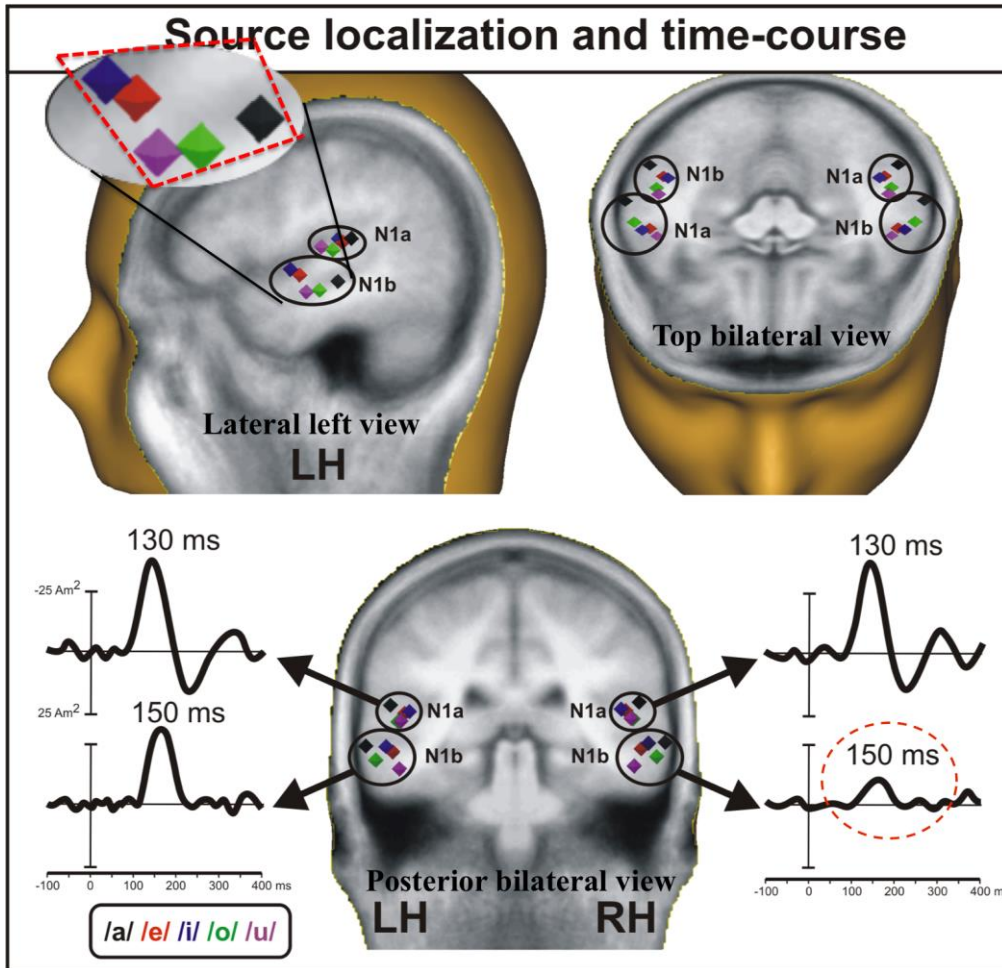 Source localization and time-course
N1a
N1b
Lateral left view
LH
N1b
N1a
N1a
N1b
Top bilateral view
130 ms
-25 Am²
25 Am²
150 ms
-100 0 100 200 300 400 ms
N1a
N1b
N1a
N1b
Posterior bilateral view
LH RH
130 ms
150 ms
-100 0 100 200 300 400 ms
/a/ /e/ /i/ /o/ /u/